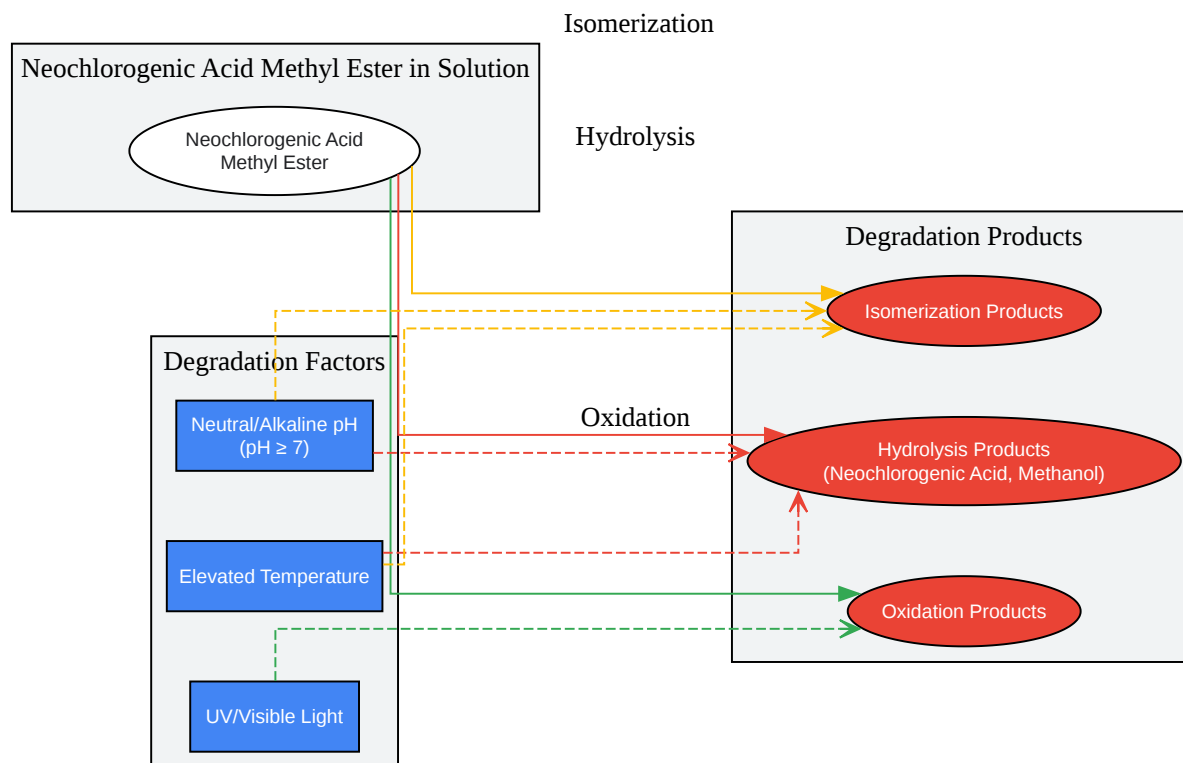 Isomerization
Neochlorogenic Acid Methyl Ester in Solution
Neochlorogenic Acid
Methyl Ester
Hydrolysis
Degradation Products
Isomerization Products
Degradation Factors
Neutral/Alkaline pH
(pH ≥ 7)
Oxidation
Hydrolysis Products
(Neochlorogenic Acid, Methanol)
Elevated Temperature
Oxidation Products
UV/Visible Light